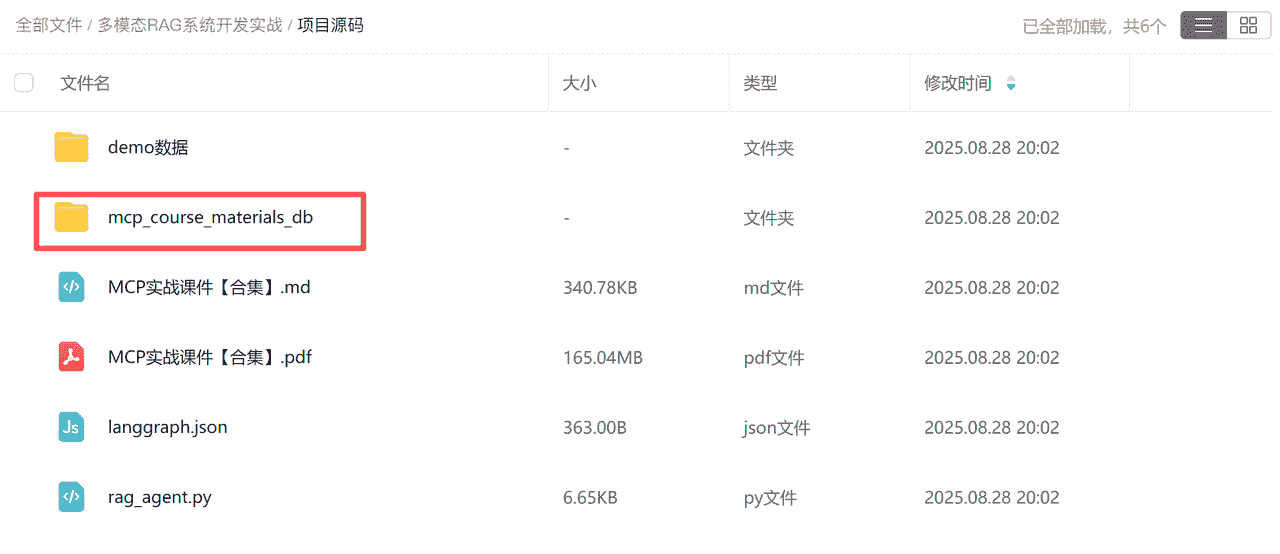 全部文件 / 多模态RAG系统开发实战 / 项目源码 已全部加载，共6个
文件名 大小 类型 修改时间
demo数据 - 文件夹 2025.08.28 20:02
mcp_course_materials_db - 文件夹 2025.08.28 20:02
MCP实战课件【合集】.md 340.78KB md文件 2025.08.28 20:02
MCP实战课件【合集】.pdf 165.04MB pdf文件 2025.08.28 20:02
Js langgraph.json 363.00B json文件 2025.08.28 20:02
rag_agent.py 6.65KB py文件 2025.08.28 20:02